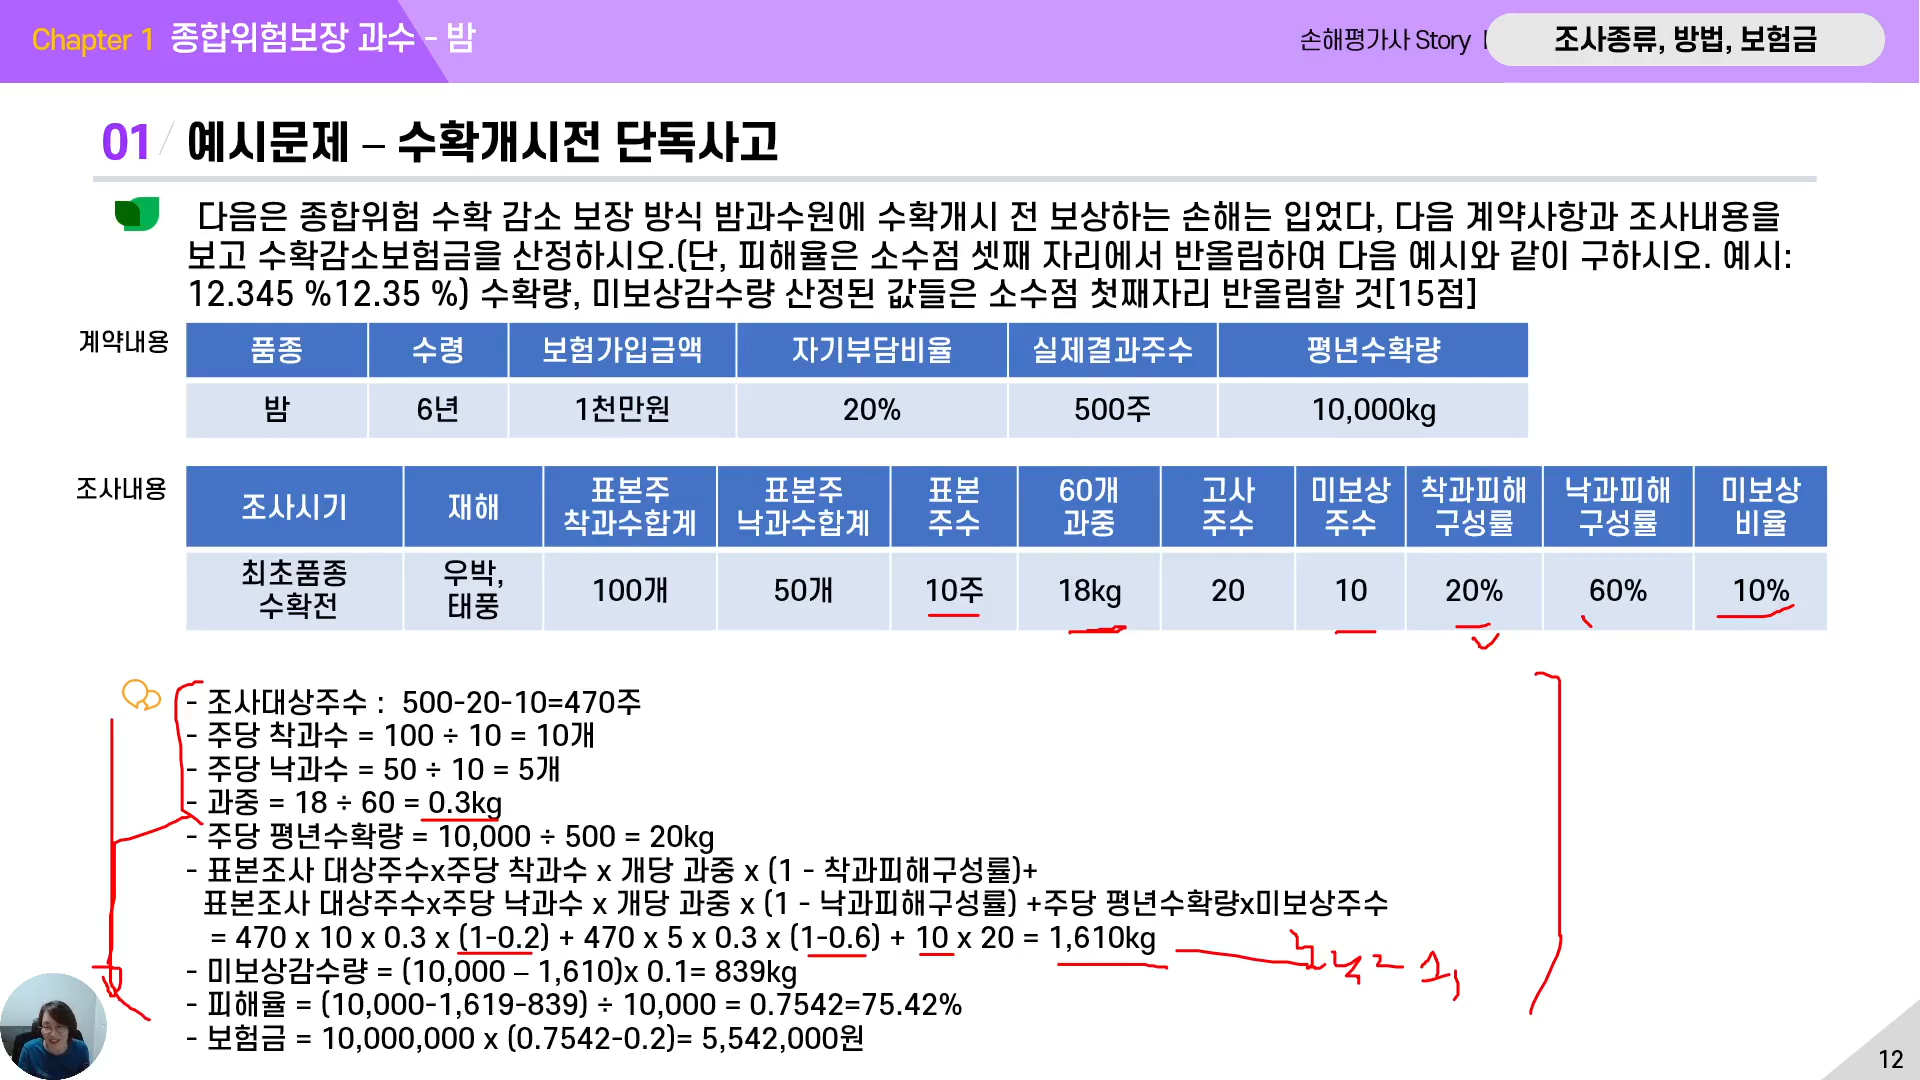 Chapter 1 종합위험보장 과수 - 밤
손해평가사 Story
조사종류, 방법, 보험금
01 예시문제 – 수확개시전 단독사고
다음은 종합위험 수확 감소 보장 방식 밤과수원에 수확개시 전 보상하는 손해는 입었다, 다음 계약사항과 조사내용을
보고 수확감소보험금을 산정하시오.(단, 피해율은 소수점 셋째 자리에서 반올림하여 다음 예시와 같이 구하시오. 예시:
12.345 %12.35 %) 수확량, 미보상감수량 산정된 값들은 소수점 첫째자리 반올림할 것[15점]
계약내용
품종 수령 보험가입금액 자기부담비율 실제결과주수 평년수확량
밤 6년 1천만원 20% 500주 10,000kg
조사내용
조사시기 재해 표본주 착과수합계 표본주 낙과수합계 표본 주수 60개 과중 고사 주수 미보상 주수 착과피해 구성률 낙과피해 구성률 미보상 비율
최초품종 수확전 우박, 태풍 100개 50개 10주 18kg 20 10 20% 60% 10%
- 조사대상주수 : 500-20-10=470주
- 주당 착과수 = 100 ÷ 10 = 10개
- 주당 낙과수 = 50 ÷ 10 = 5개
- 과중 = 18 ÷ 60 = 0.3kg
- 주당 평년수확량 = 10,000 ÷ 500 = 20kg
- 표본조사 대상주수x주당 착과수 x 개당 과중 x (1 - 착과피해구성률)+
표본조사 대상주수x주당 낙과수 x 개당 과중 x (1 - 낙과피해구성률) +주당 평년수확량x미보상주수
= 470 x 10 x 0.3 x (1-0.2) + 470 x 5 x 0.3 x (1-0.6) + 10 x 20 = 1,610kg
- 미보상감수량 = (10,000 – 1,610)x 0.1= 839kg
- 피해율 = (10,000-1,619-839) ÷ 10,000 = 0.7542=75.42%
- 보험금 = 10,000,000 x (0.7542-0.2)= 5,542,000원
12